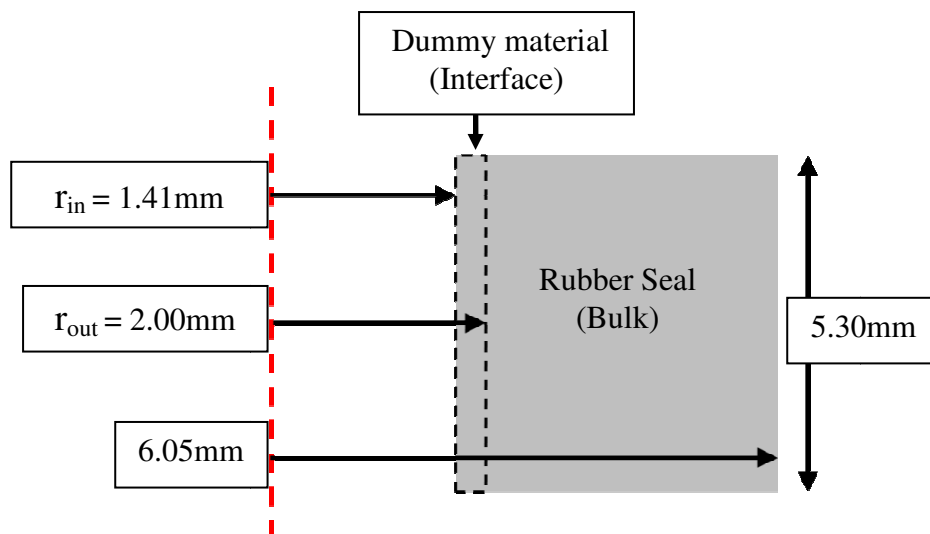 Dummy material
(Interface)
r_in = 1.41mm
Rubber Seal
(Bulk)
r_out = 2.00mm
5.30mm
6.05mm